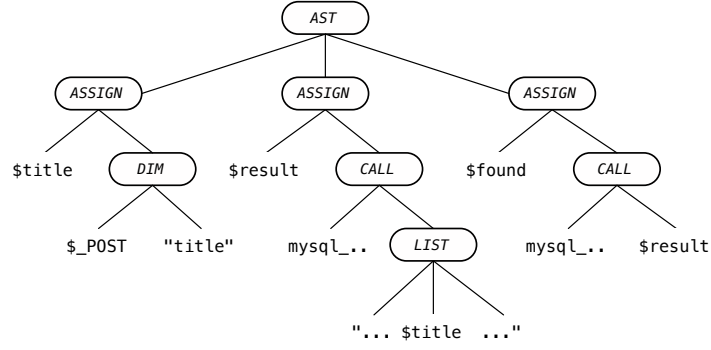 AST
ASSIGN ASSIGN ASSIGN
$title DIM $result CALL $found CALL
$_POST "title" mysql_.. LIST mysql_.. $result
"... $title ..."